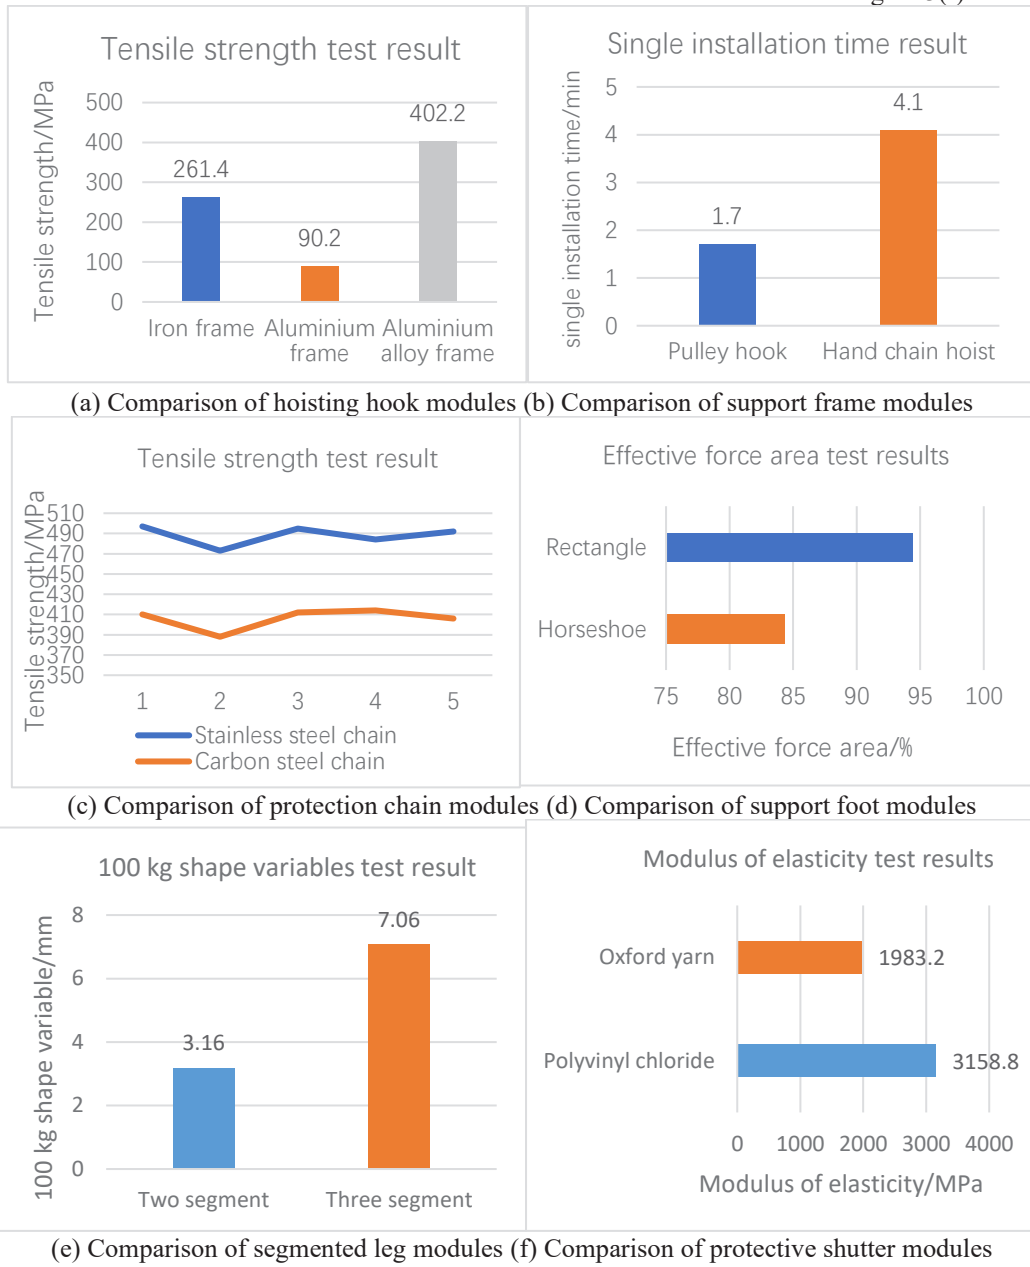 Tensile strength test result
Tensile strength/MPa
500
400
300
200
100
0
261.4
90.2
402.2
Iron frame Aluminium Aluminium
frame alloy frame
Single installation time result
single installation time/min
5
4
3
2
1
0
1.7
4.1
Pulley hook Hand chain hoist
(a) Comparison of hoisting hook modules (b) Comparison of support frame modules
Tensile strength test result
Tensile strength/MPa
510
490
470
450
430
410
390
370
350
1 2 3 4 5
Stainless steel chain
Carbon steel chain
Effective force area test results
Rectangle
Horseshoe
75 80 85 90 95 100
Effective force area/%
(c) Comparison of protection chain modules (d) Comparison of support foot modules
100 kg shape variables test result
100 kg shape variable/mm
8
6
4
2
0
3.16
7.06
Two segment Three segment
Modulus of elasticity test results
Oxford yarn 1983.2
Polyvinyl chloride 3158.8
0 1000 2000 3000 4000
Modulus of elasticity/MPa
(e) Comparison of segmented leg modules (f) Comparison of protective shutter modules